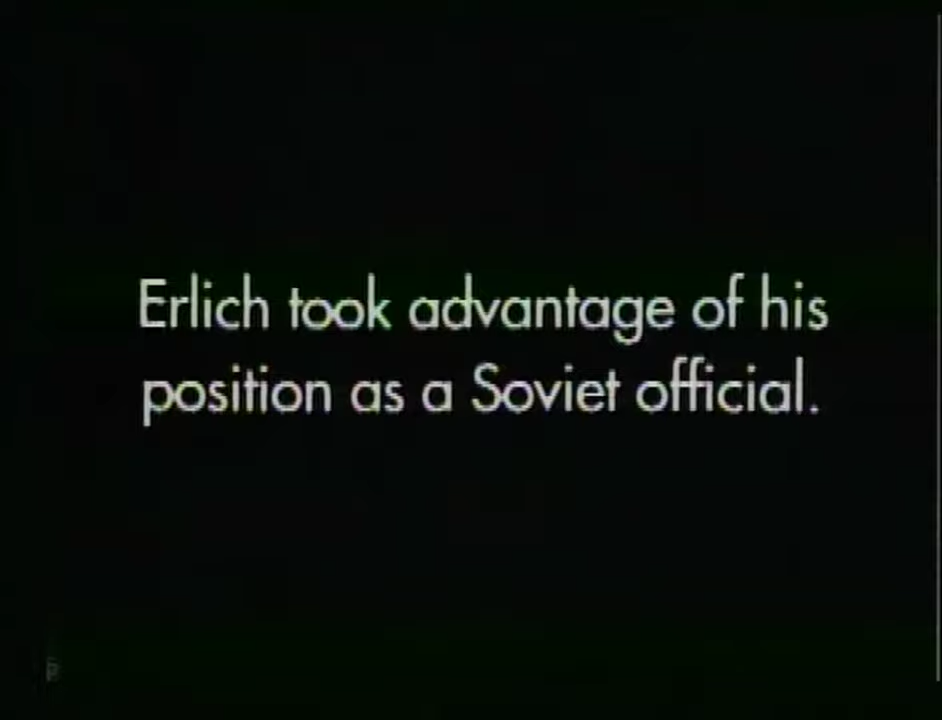 Erlich took advantage of his
position as a Soviet official.